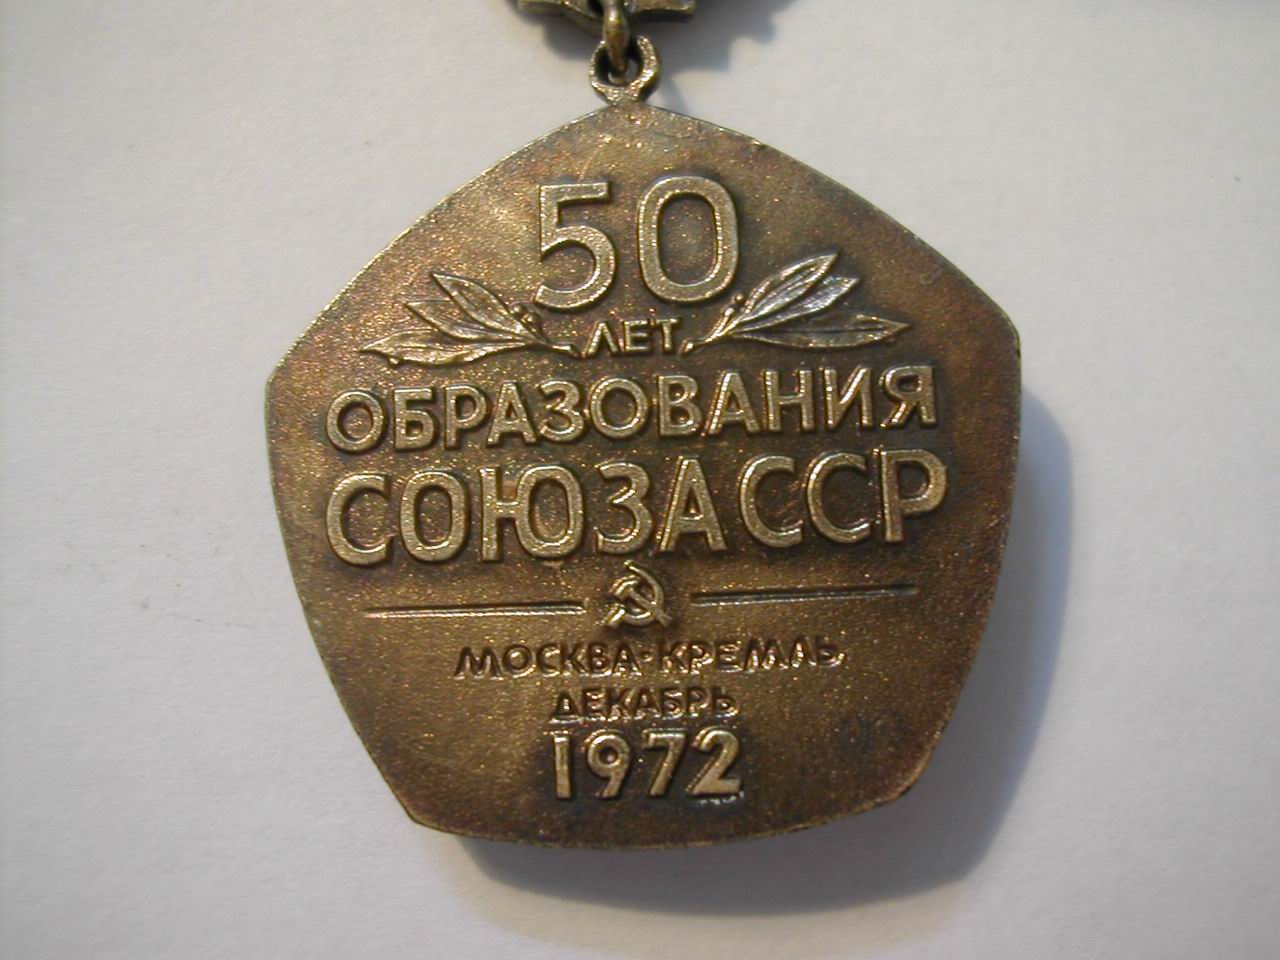 50
ЛЕТ
ОБРАЗОВАНИЯ
СОЮЗА ССР
МОСКВА·КРЕМЛЬ
ДЕКАБРЬ
1972